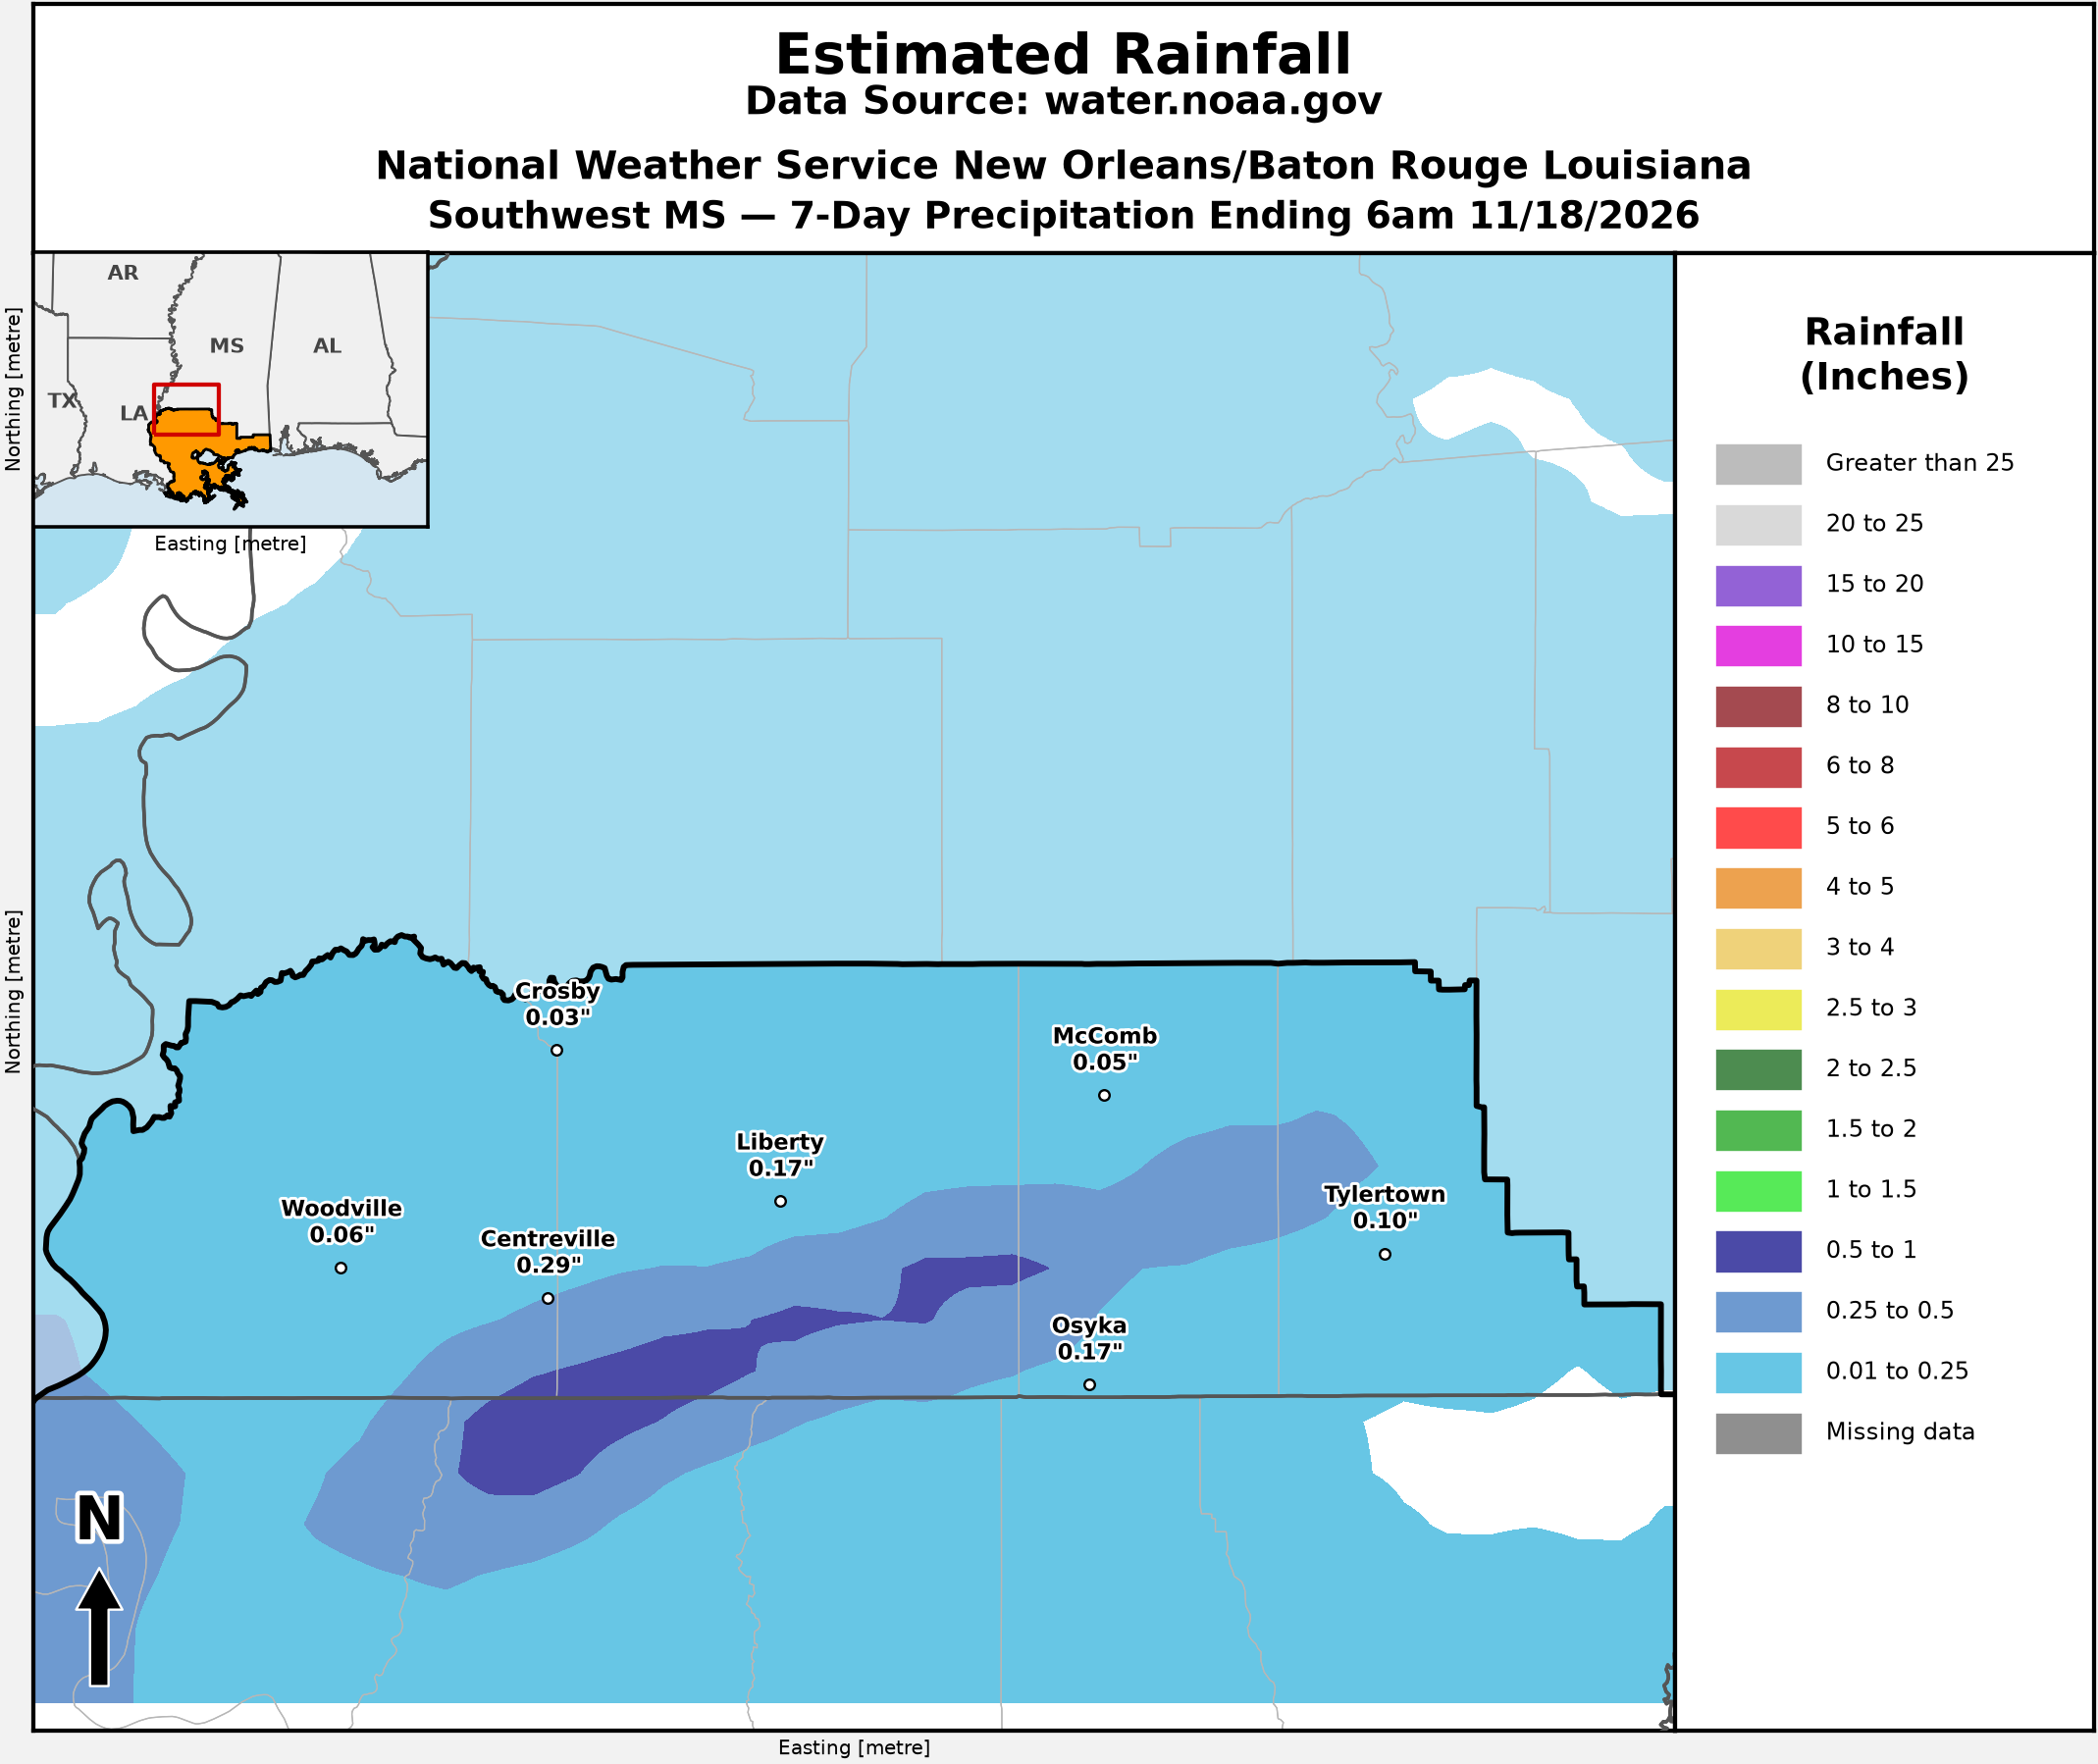 Estimated Rainfall
Data Source: water.noaa.gov
National Weather Service New Orleans/Baton Rouge Louisiana
Southwest MS — 7-Day Precipitation Ending 6am 11/18/2026
Northing [metre]
AR
MS
AL
TX
LA
Easting [metre]
Rainfall
(Inches)
Greater than 25
20 to 25
15 to 20
10 to 15
8 to 10
6 to 8
5 to 6
4 to 5
3 to 4
2.5 to 3
2 to 2.5
1.5 to 2
1 to 1.5
0.5 to 1
0.25 to 0.5
0.01 to 0.25
Missing data
Northing [metre]
Crosby
0.03"
McComb
0.05"
Liberty
0.17"
Woodville
0.06"
Centreville
0.29"
Tylertown
0.10"
Osyka
0.17"
N
Easting [metre]